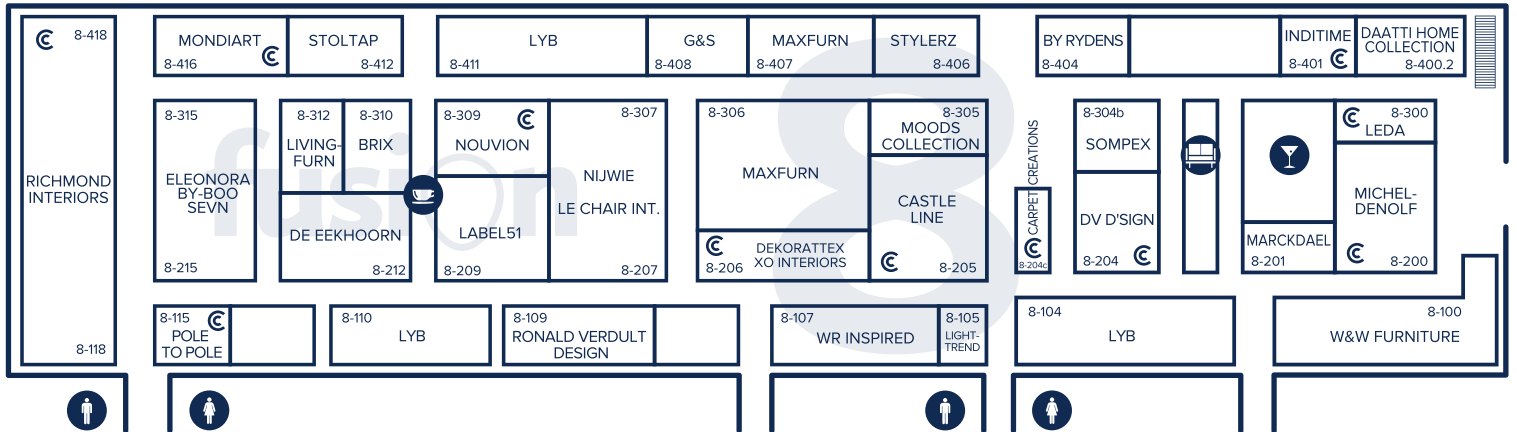 8-418
RICHMOND
INTERIORS
8-118
MONDIART
8-416
STOLTAP
8-412
LYB
8-411
G&S
8-408
MAXFURN
8-407
STYLERZ
8-406
BY RYDENS
8-404
INDITIME
8-401
DAATTI HOME
COLLECTION
8-400.2
8-315
ELEONORA
BY-BOO
SEVN
8-215
8-312
LIVING-
FURN
8-310
BRIX
DE EEKHOORN
8-212
8-309
NOUVION
LABEL51
8-209
8-307
NIJWIE
LE CHAIR INT.
8-207
8-306
MAXFURN
8-206
DEKORATTEX
XO INTERIORS
8-305
MOODS
COLLECTION
CASTLE
LINE
8-205
CARPET CREATIONS
8-204c
8-304b
SOMPEX
DV D'SIGN
8-204
MARCKDAEL
8-201
8-300
LEDA
MICHEL-
DENOLF
8-200
fusion
8
8-115
POLE
TO POLE
8-110
LYB
8-109
RONALD VERDULT
DESIGN
8-107
WR INSPIRED
8-105
LIGHT-
TREND
8-104
LYB
8-100
W&W FURNITURE